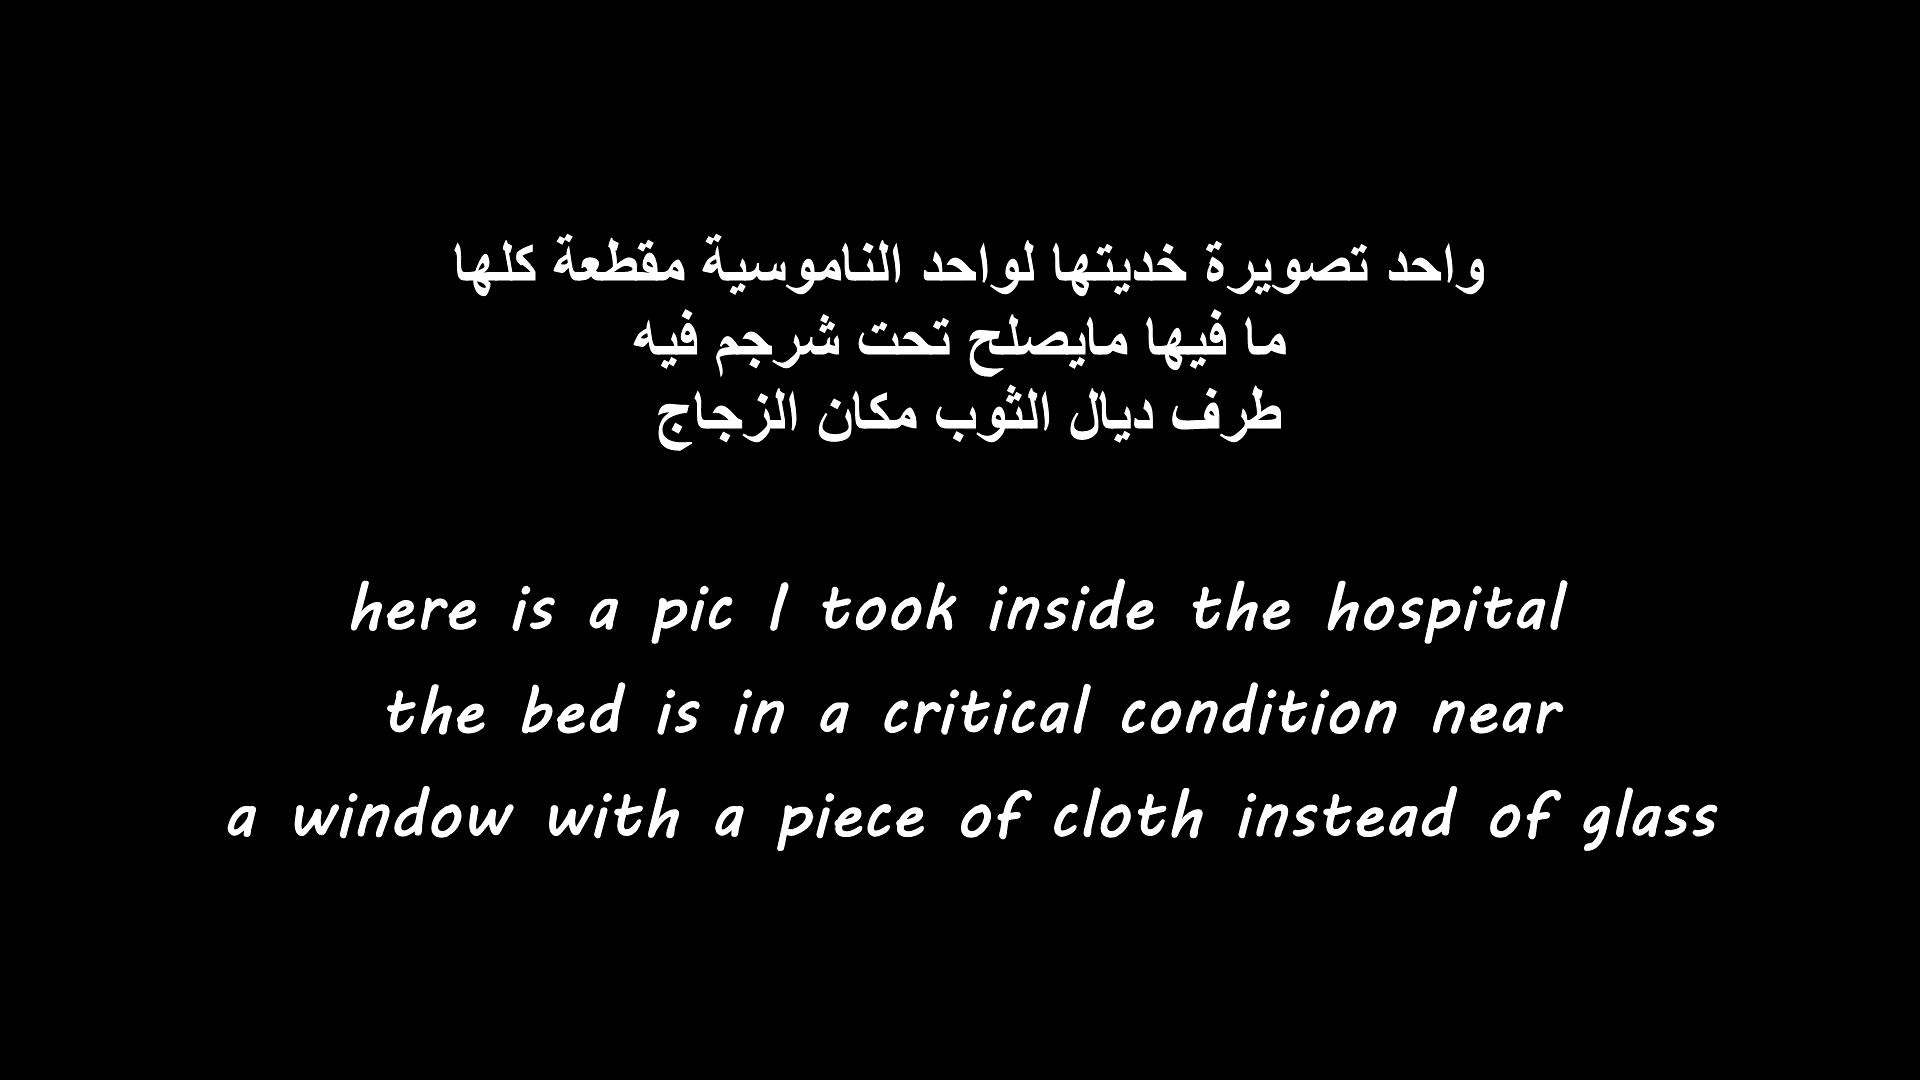 واحد تصويرة خديتها لواحد الناموسية مقطعة كلها
ما فيها مايصلح تحت شرجم فيه
طرف ديال الثوب مكان الزجاج
here is a pic I took inside the hospital
the bed is in a critical condition near
a window with a piece of cloth instead of glass